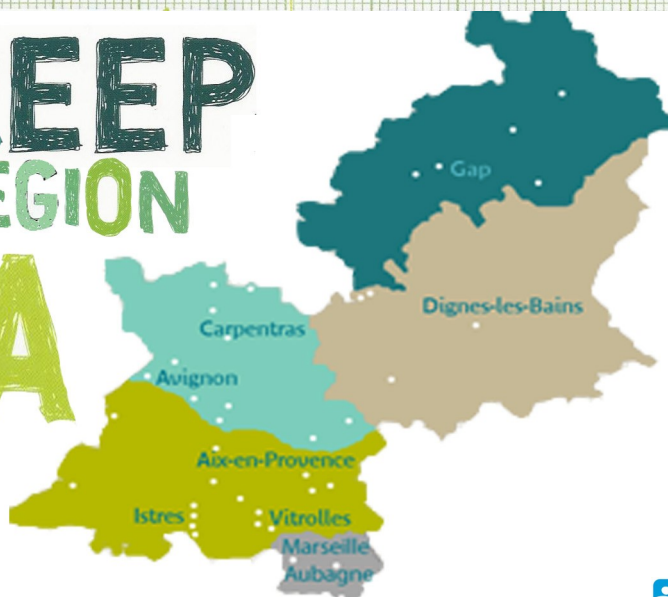 EEP
EGION
A
Gap
Dignes-les-Bains
Carpentras
Avignon
Aix-en-Provence
Istres
Vitrolles
Marseille
Aubagne